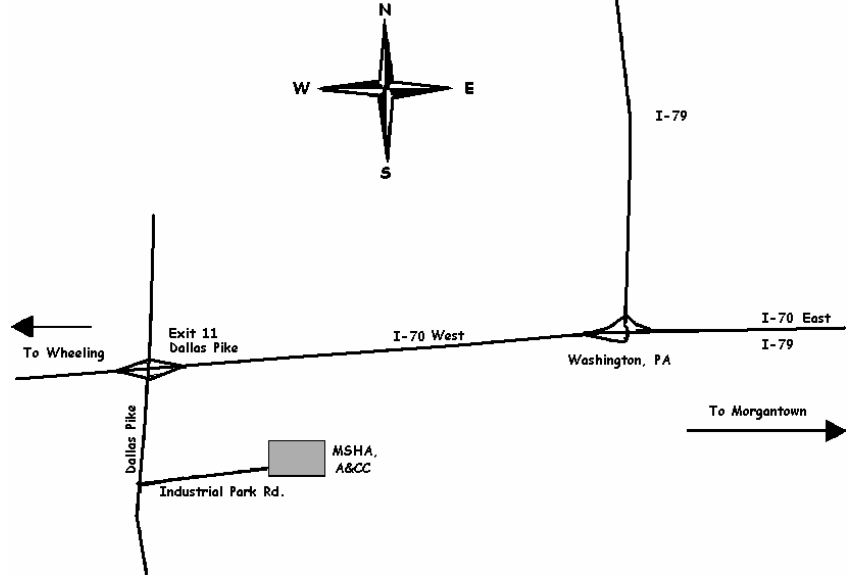 N
W
E
S
I-79
Exit 11
Dallas Pike
I-70 West
I-70 East
I-79
To Wheeling
Washington, PA
To Morgantown
Dallas Pike
MSHA,
A&CC
Industrial Park Rd.